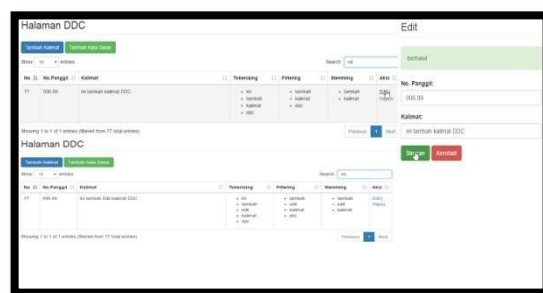 Halaman DDC
Tambah Kalimat Tambah Kata Dasar
Show 10 entries Search:
No. No.Panggil Kalimat Tokenizing Filtering Stemming Aksi
77 006.99 ini tambah kalimat DDC
ini
tambah
kalimat
ddc
tambah
kalimat
ddc
tambah
kalimat
Edit |
Hapus
Showing 1 to 1 of 1 entries (filtered from 77 total entries) Previous 1 Next
Halaman DDC
Tambah Kalimat Tambah Kata Dasar
Show 10 entries Search:
No. No.Panggil Kalimat Tokenizing Filtering Stemming Aksi
77 006.99 ini tambah Edit kalimat DDC
ini
tambah
edit
kalimat
ddc
tambah
edit
kalimat
ddc
tambah
edit
kalimat
Edit |
Hapus
Showing 1 to 1 of 1 entries (filtered from 77 total entries) Previous 1 Next
Edit
berhasil
No. Panggil:
006.99
Kalimat:
ini tambah kalimat DDC
Simpan Kembali